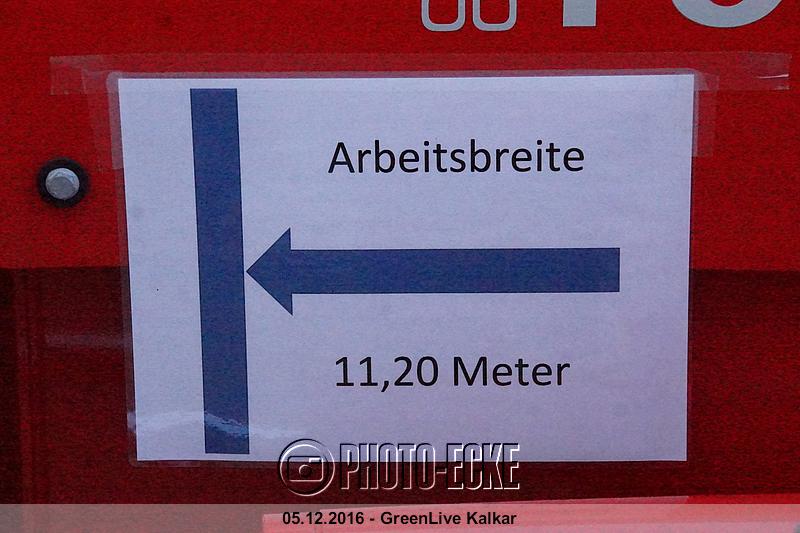 Arbeitsbreite
11,20 Meter
PHOTO-ECKE
05.12.2016 - GreenLive Kalkar